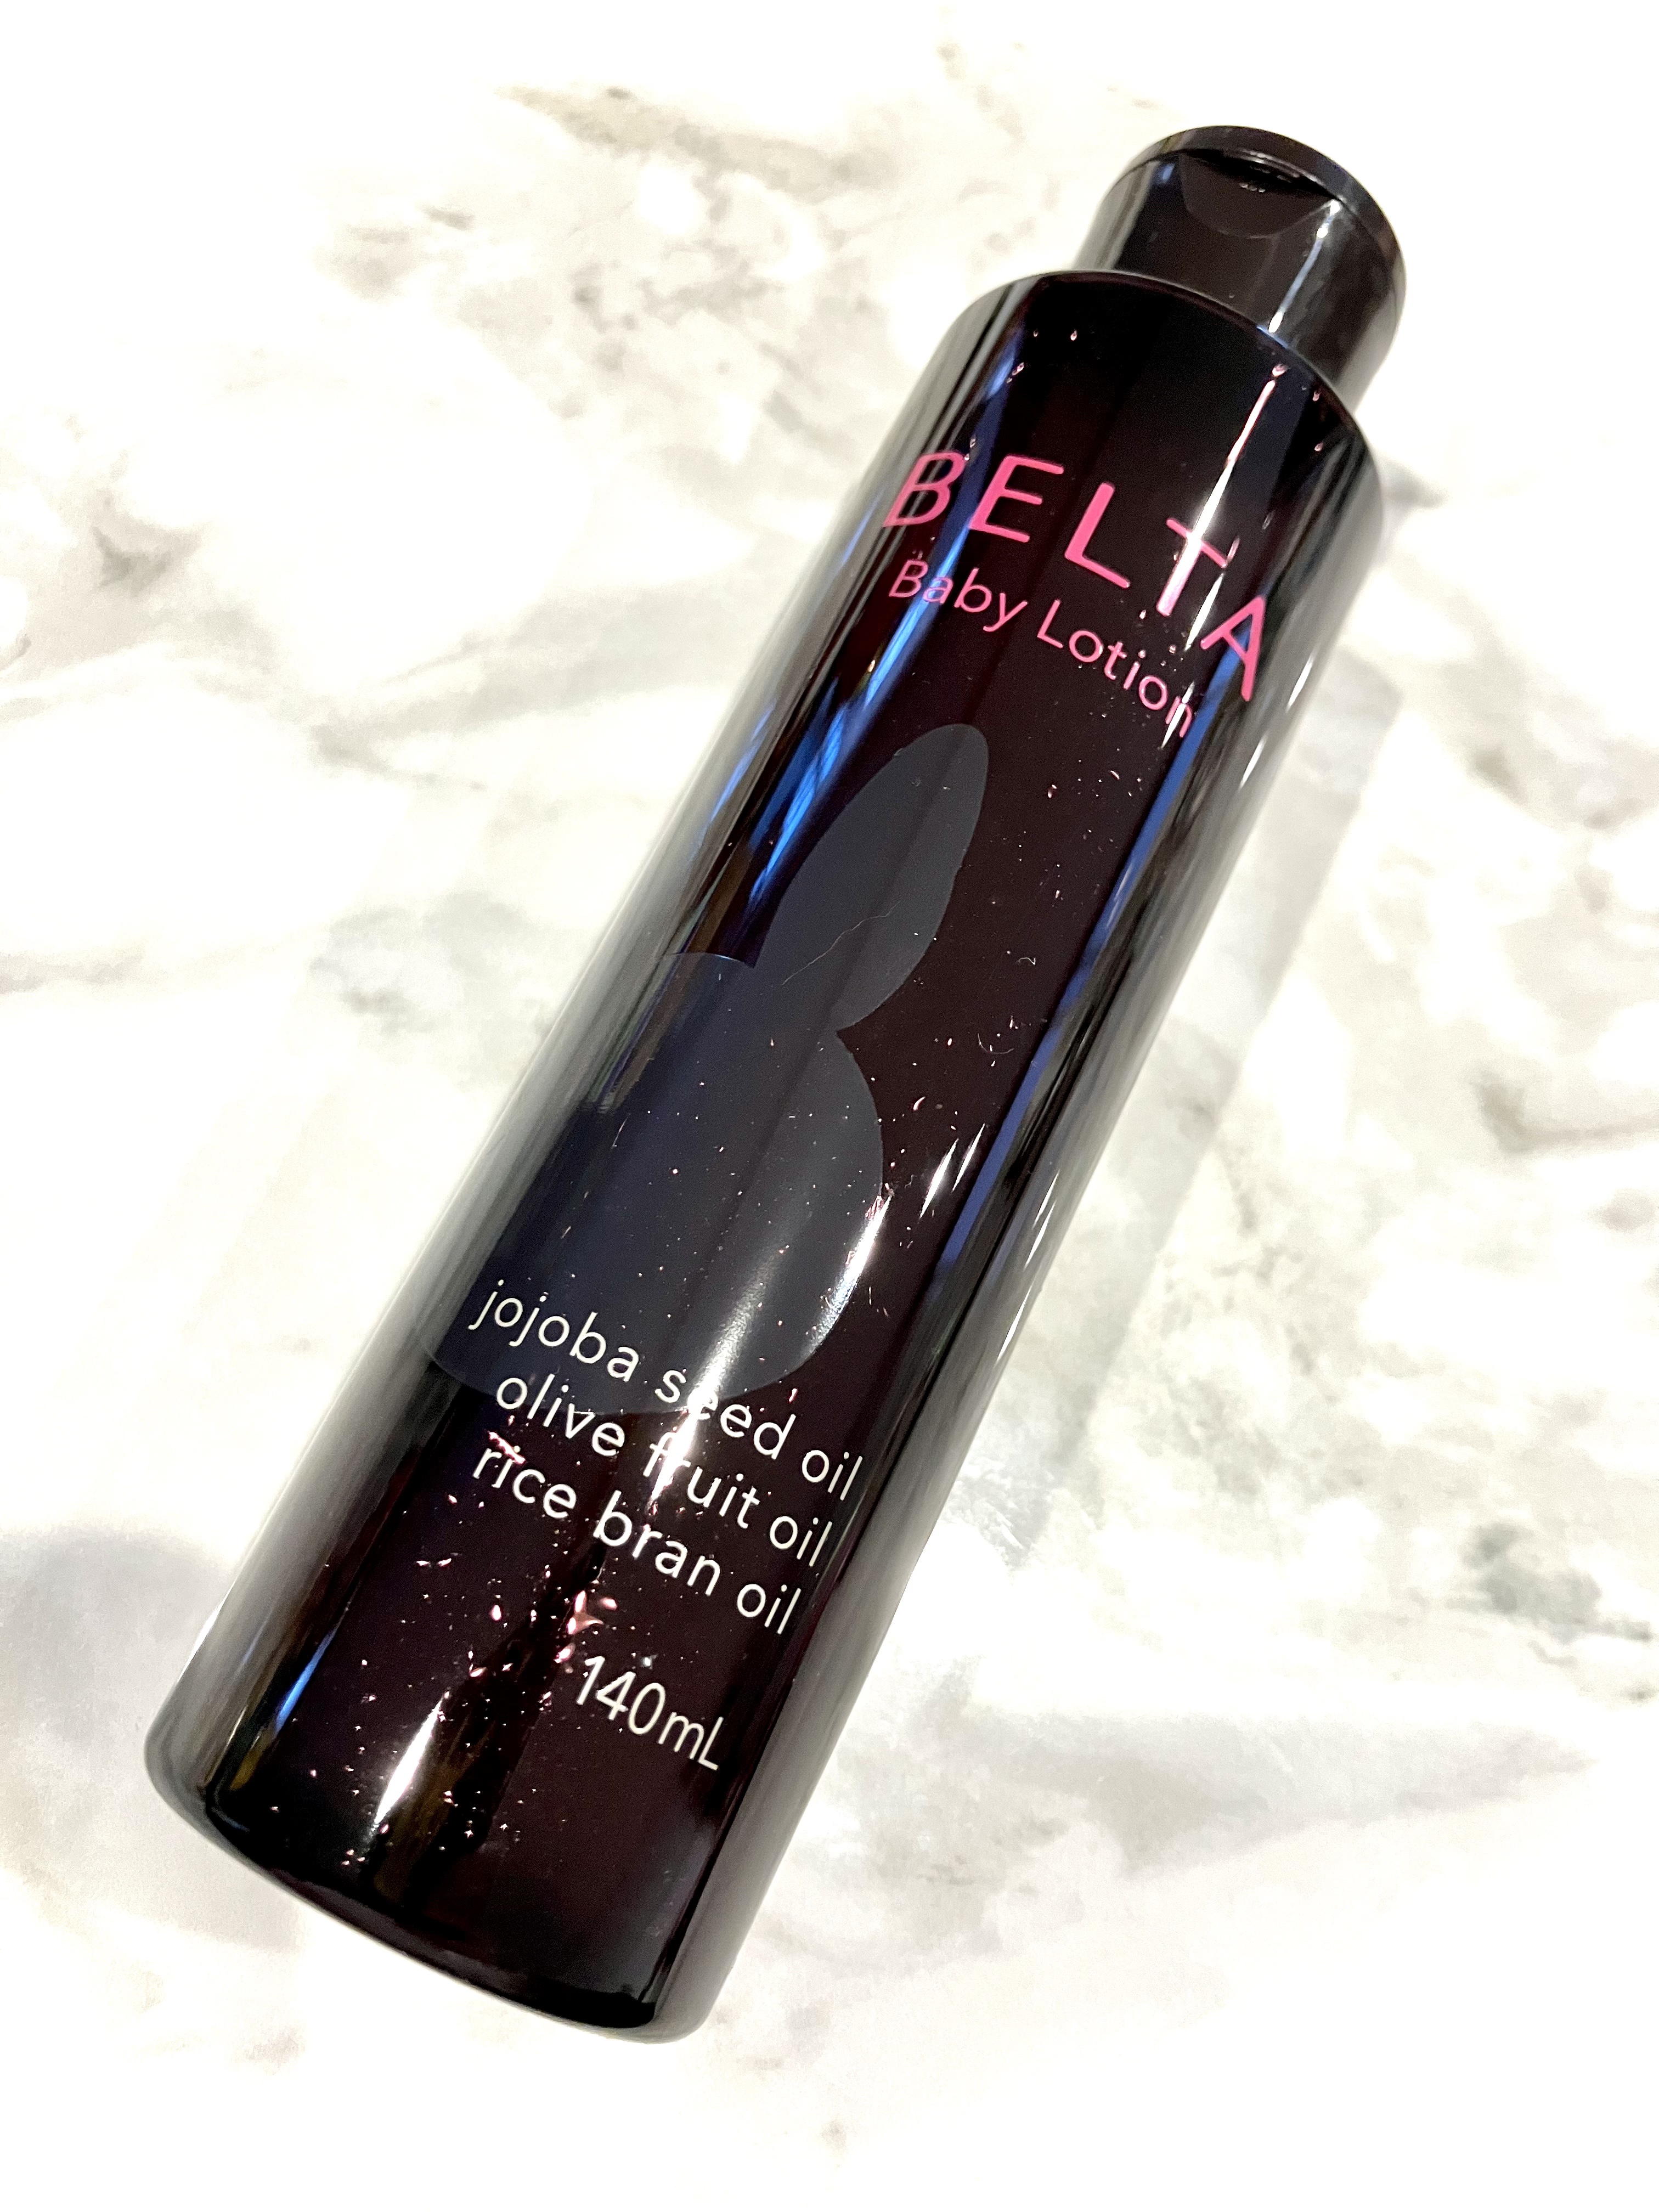 BELTA
Baby Lotion
jojoba seed oil
olive fruit oil
rice bran oil
140mL